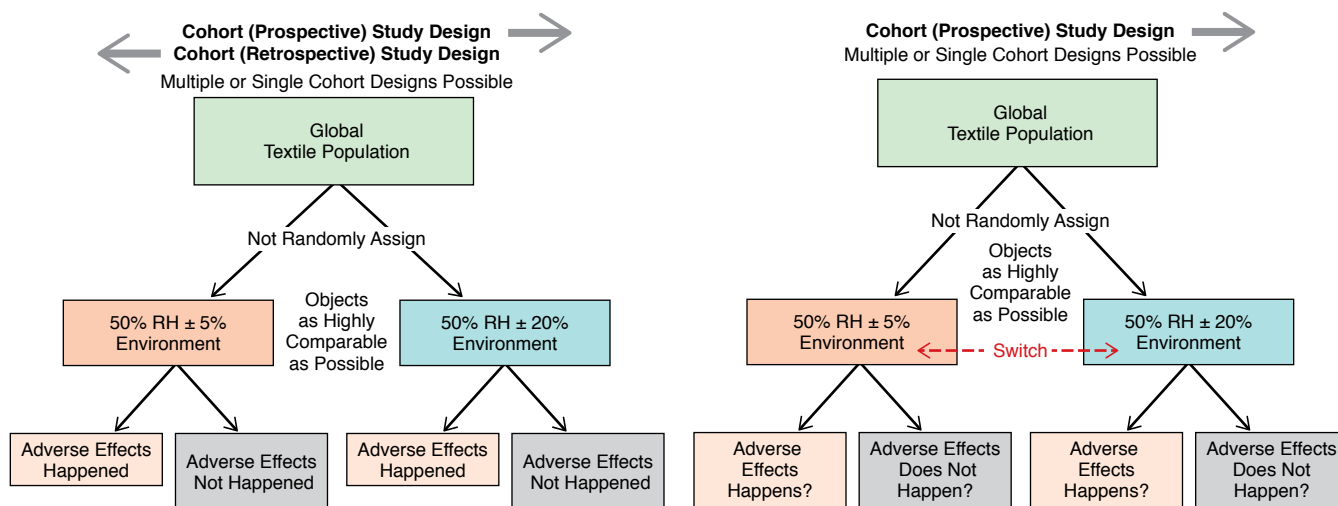 Cohort (Prospective) Study Design
Cohort (Retrospective) Study Design
Multiple or Single Cohort Designs Possible
Global
Textile Population
Not Randomly Assign
50% RH ± 5%
Environment
Objects
as Highly
Comparable
as Possible
50% RH ± 20%
Environment
Adverse Effects
Happened
Adverse Effects
Not Happened
Adverse Effects
Happened
Adverse Effects
Not Happened
Cohort (Prospective) Study Design
Multiple or Single Cohort Designs Possible
Global
Textile Population
Not Randomly Assign
Objects
as Highly
Comparable
as Possible
50% RH ± 5%
Environment
Switch
50% RH ± 20%
Environment
Adverse
Effects
Happens?
Adverse Effects
Does Not
Happen?
Adverse
Effects
Happens?
Adverse Effects
Does Not
Happen?